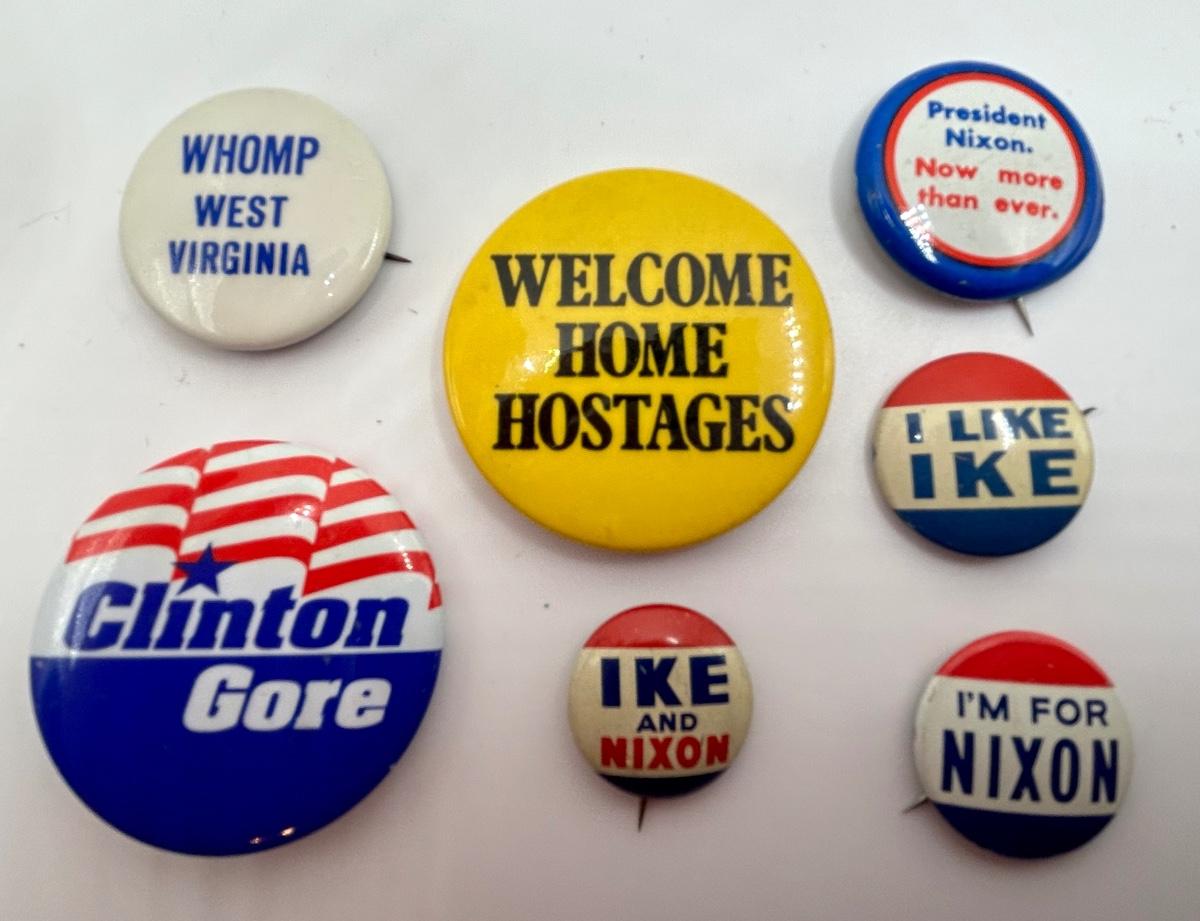 WHOMP
WEST
VIRGINIA
WELCOME
HOME
HOSTAGES
President
Nixon.
Now more
than ever.
I LIKE
IKE
Clinton
Gore
IKE
AND
NIXON
I'M FOR
NIXON